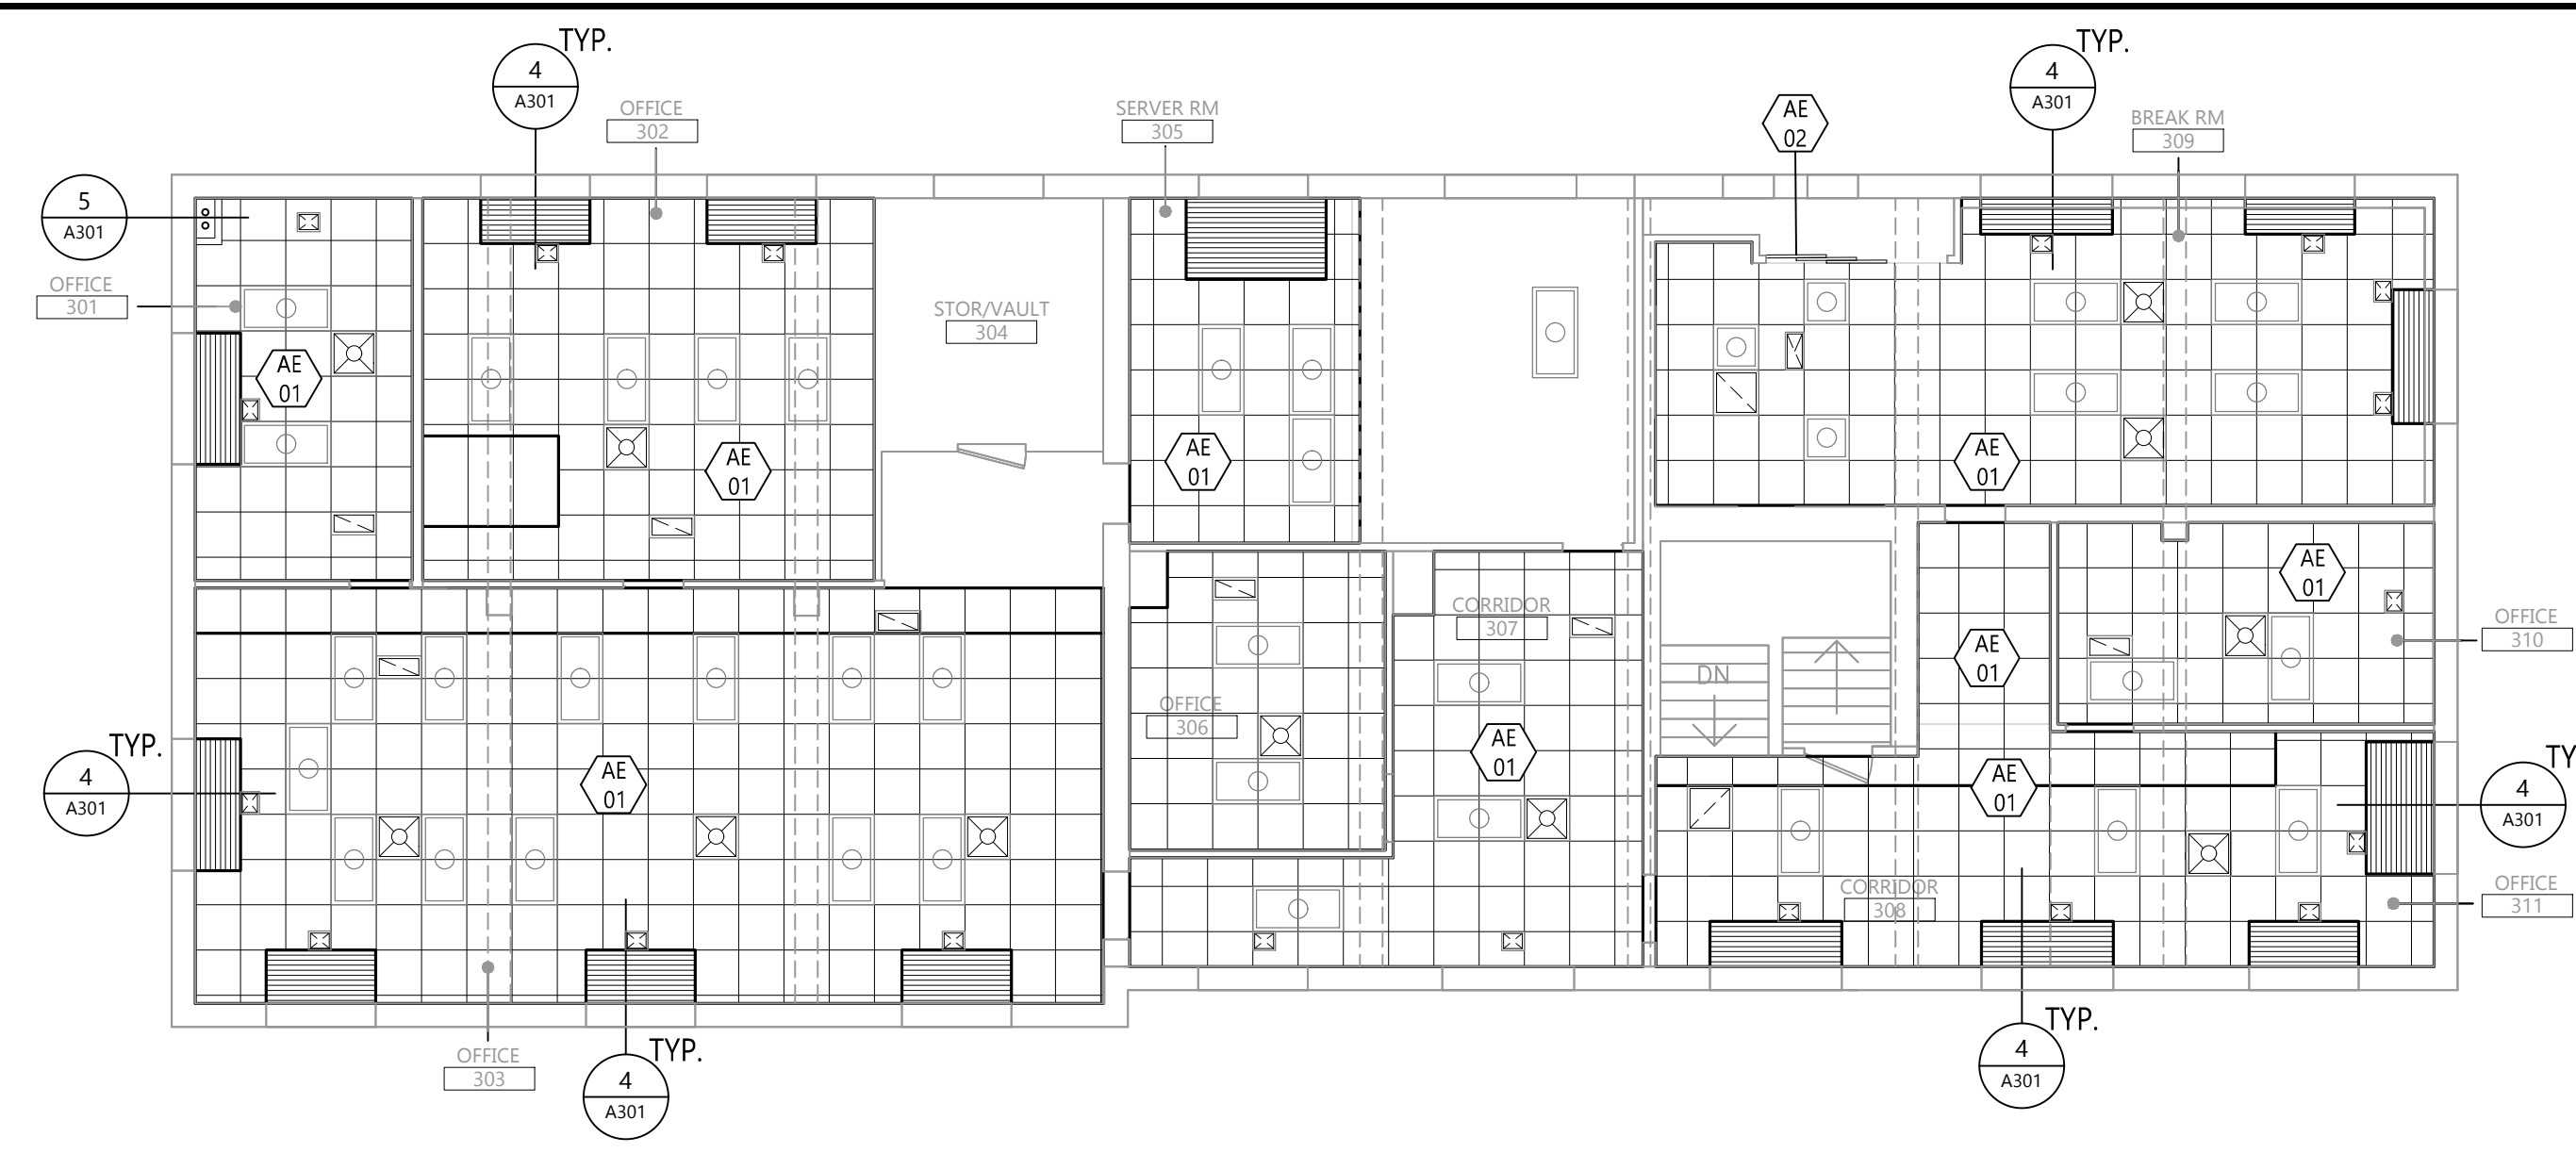 TYP.
4
A301
OFFICE
302
SERVER RM
305
AE
02
TYP.
4
A301
BREAK RM
309
5
A301
OFFICE
301
AE
01
STOR/VAULT
304
AE
01
AE
01
AE
01
AE
01
CORRIDOR
307
AE
01
OFFICE
310
DN
OFFICE
306
TYP.
4
A301
AE
01
AE
01
AE
01
TY
4
A301
CORRIDOR
308
OFFICE
311
OFFICE
303
TYP.
4
A301
TYP.
4
A301